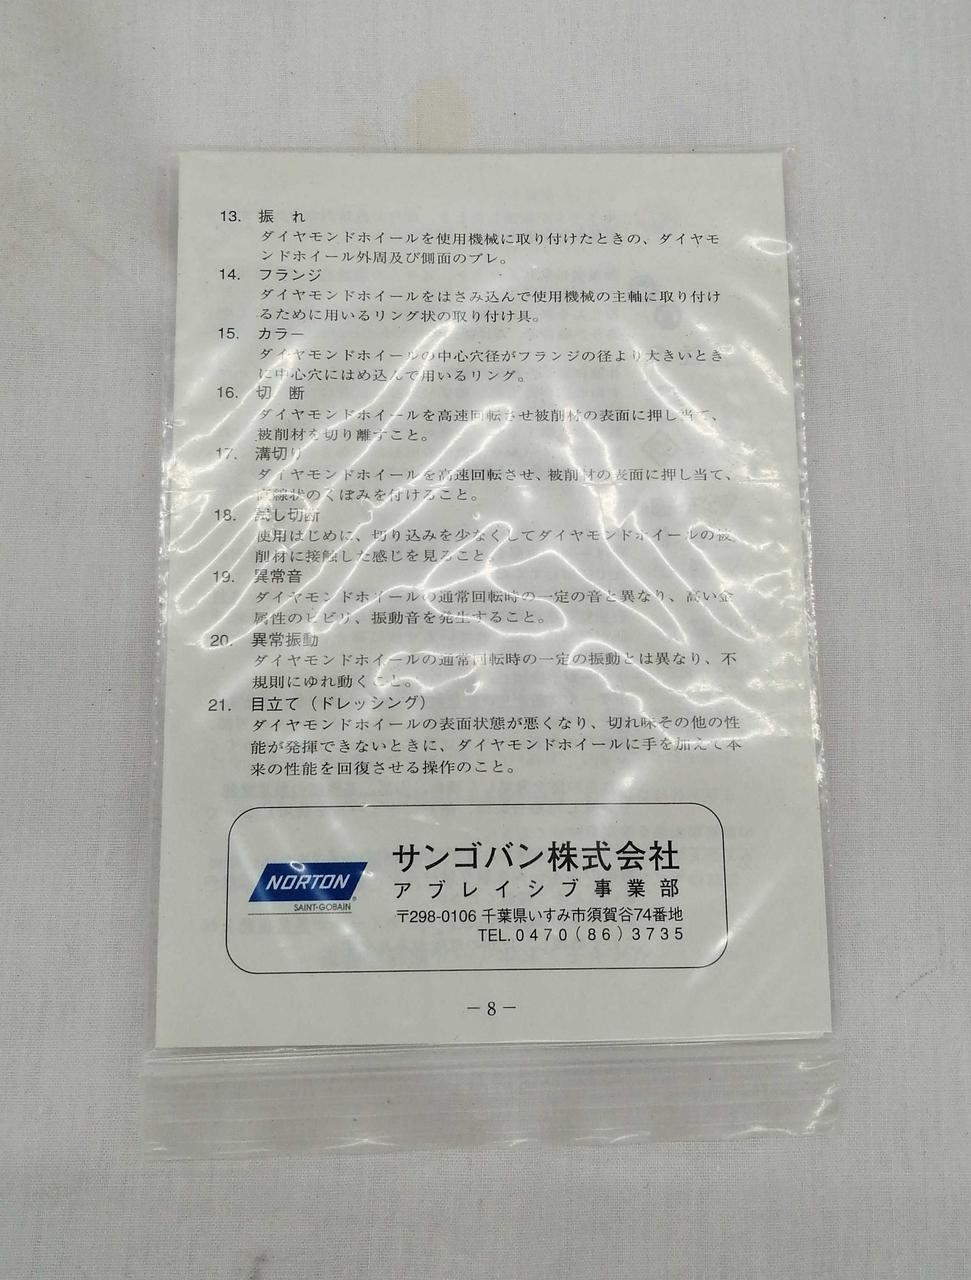 13. 振 れ
ダイヤモンドホイールを使用機械に取り付けたときの、ダイヤモ
ンドホイール外周及び側面のブレ。
14. フランジ
ダイヤモンドホイールをはさみ込んで使用機械の主軸に取り付け
るために用いるリング状の取り付け具。
15. カラー
ダイヤモンドホイールの中心穴径がフランジの径より大きいとき
に中心穴にはめ込んで用いるリング。
16. 切 断
ダイヤモンドホイールを高速回転させ被削材の表面に押し当て、
被削材を切り離すこと。
17. 溝切り
ダイヤモンドホイールを高速回転させ、被削材の表面に押し当て、
直線状のくぼみを付けること。
18. 試し切断
使用はじめに、切り込みを少なくしてダイヤモンドホイールの被
削材に接触した感じを見ること。
19. 異常音
ダイヤモンドホイールの通常回転時の一定の音と異なり、高い金
属性のビビリ、振動音を発生すること。
20. 異常振動
ダイヤモンドホイールの通常回転時の一定の振動とは異なり、不
規則にゆれ動くこと。
21. 目立て（ドレッシング）
ダイヤモンドホイールの表面状態が悪くなり、切れ味その他の性
能が発揮できないときに、ダイヤモンドホイールに手を加えて本
来の性能を回復させる操作のこと。
NORTON
SAINT-GOBAIN
サンゴバン株式会社
アブレイシブ事業部
〒298-0106 千葉県いすみ市須賀谷74番地
TEL.0470(86)3735
－8－